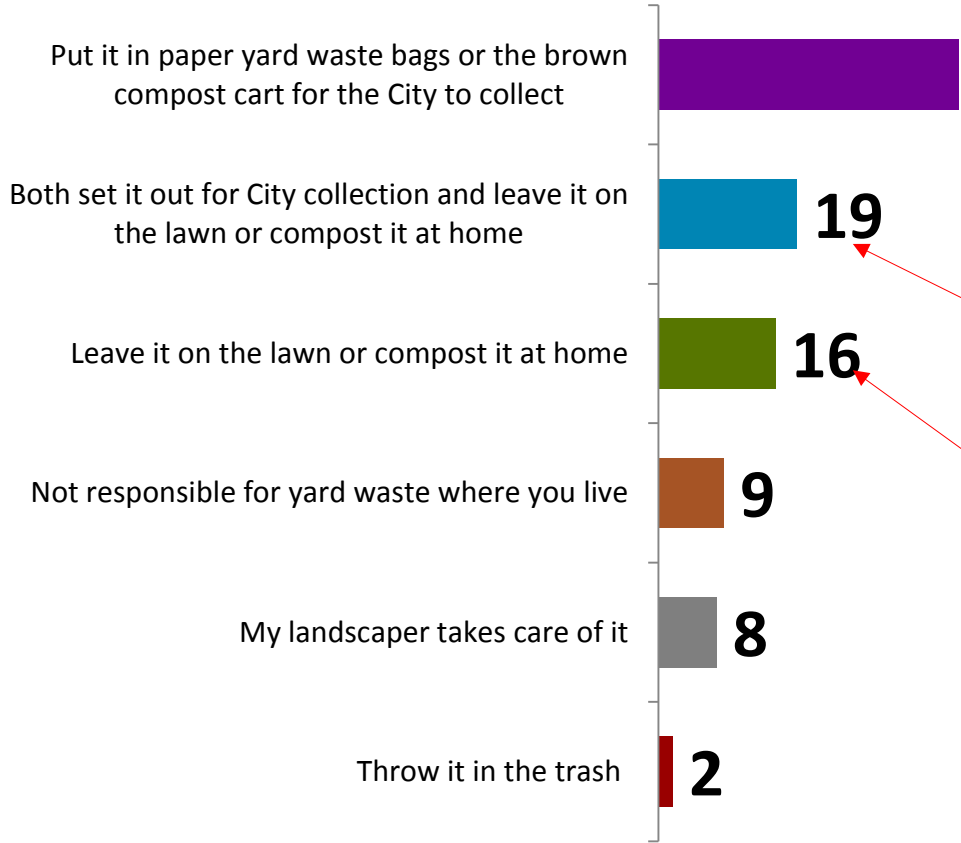 Put it in paper yard waste bags or the brown
compost cart for the City to collect
Both set it out for City collection and leave it on
the lawn or compost it at home
19
Leave it on the lawn or compost it at home
16
Not responsible for yard waste where you live
9
My landscaper takes care of it
8
Throw it in the trash
2